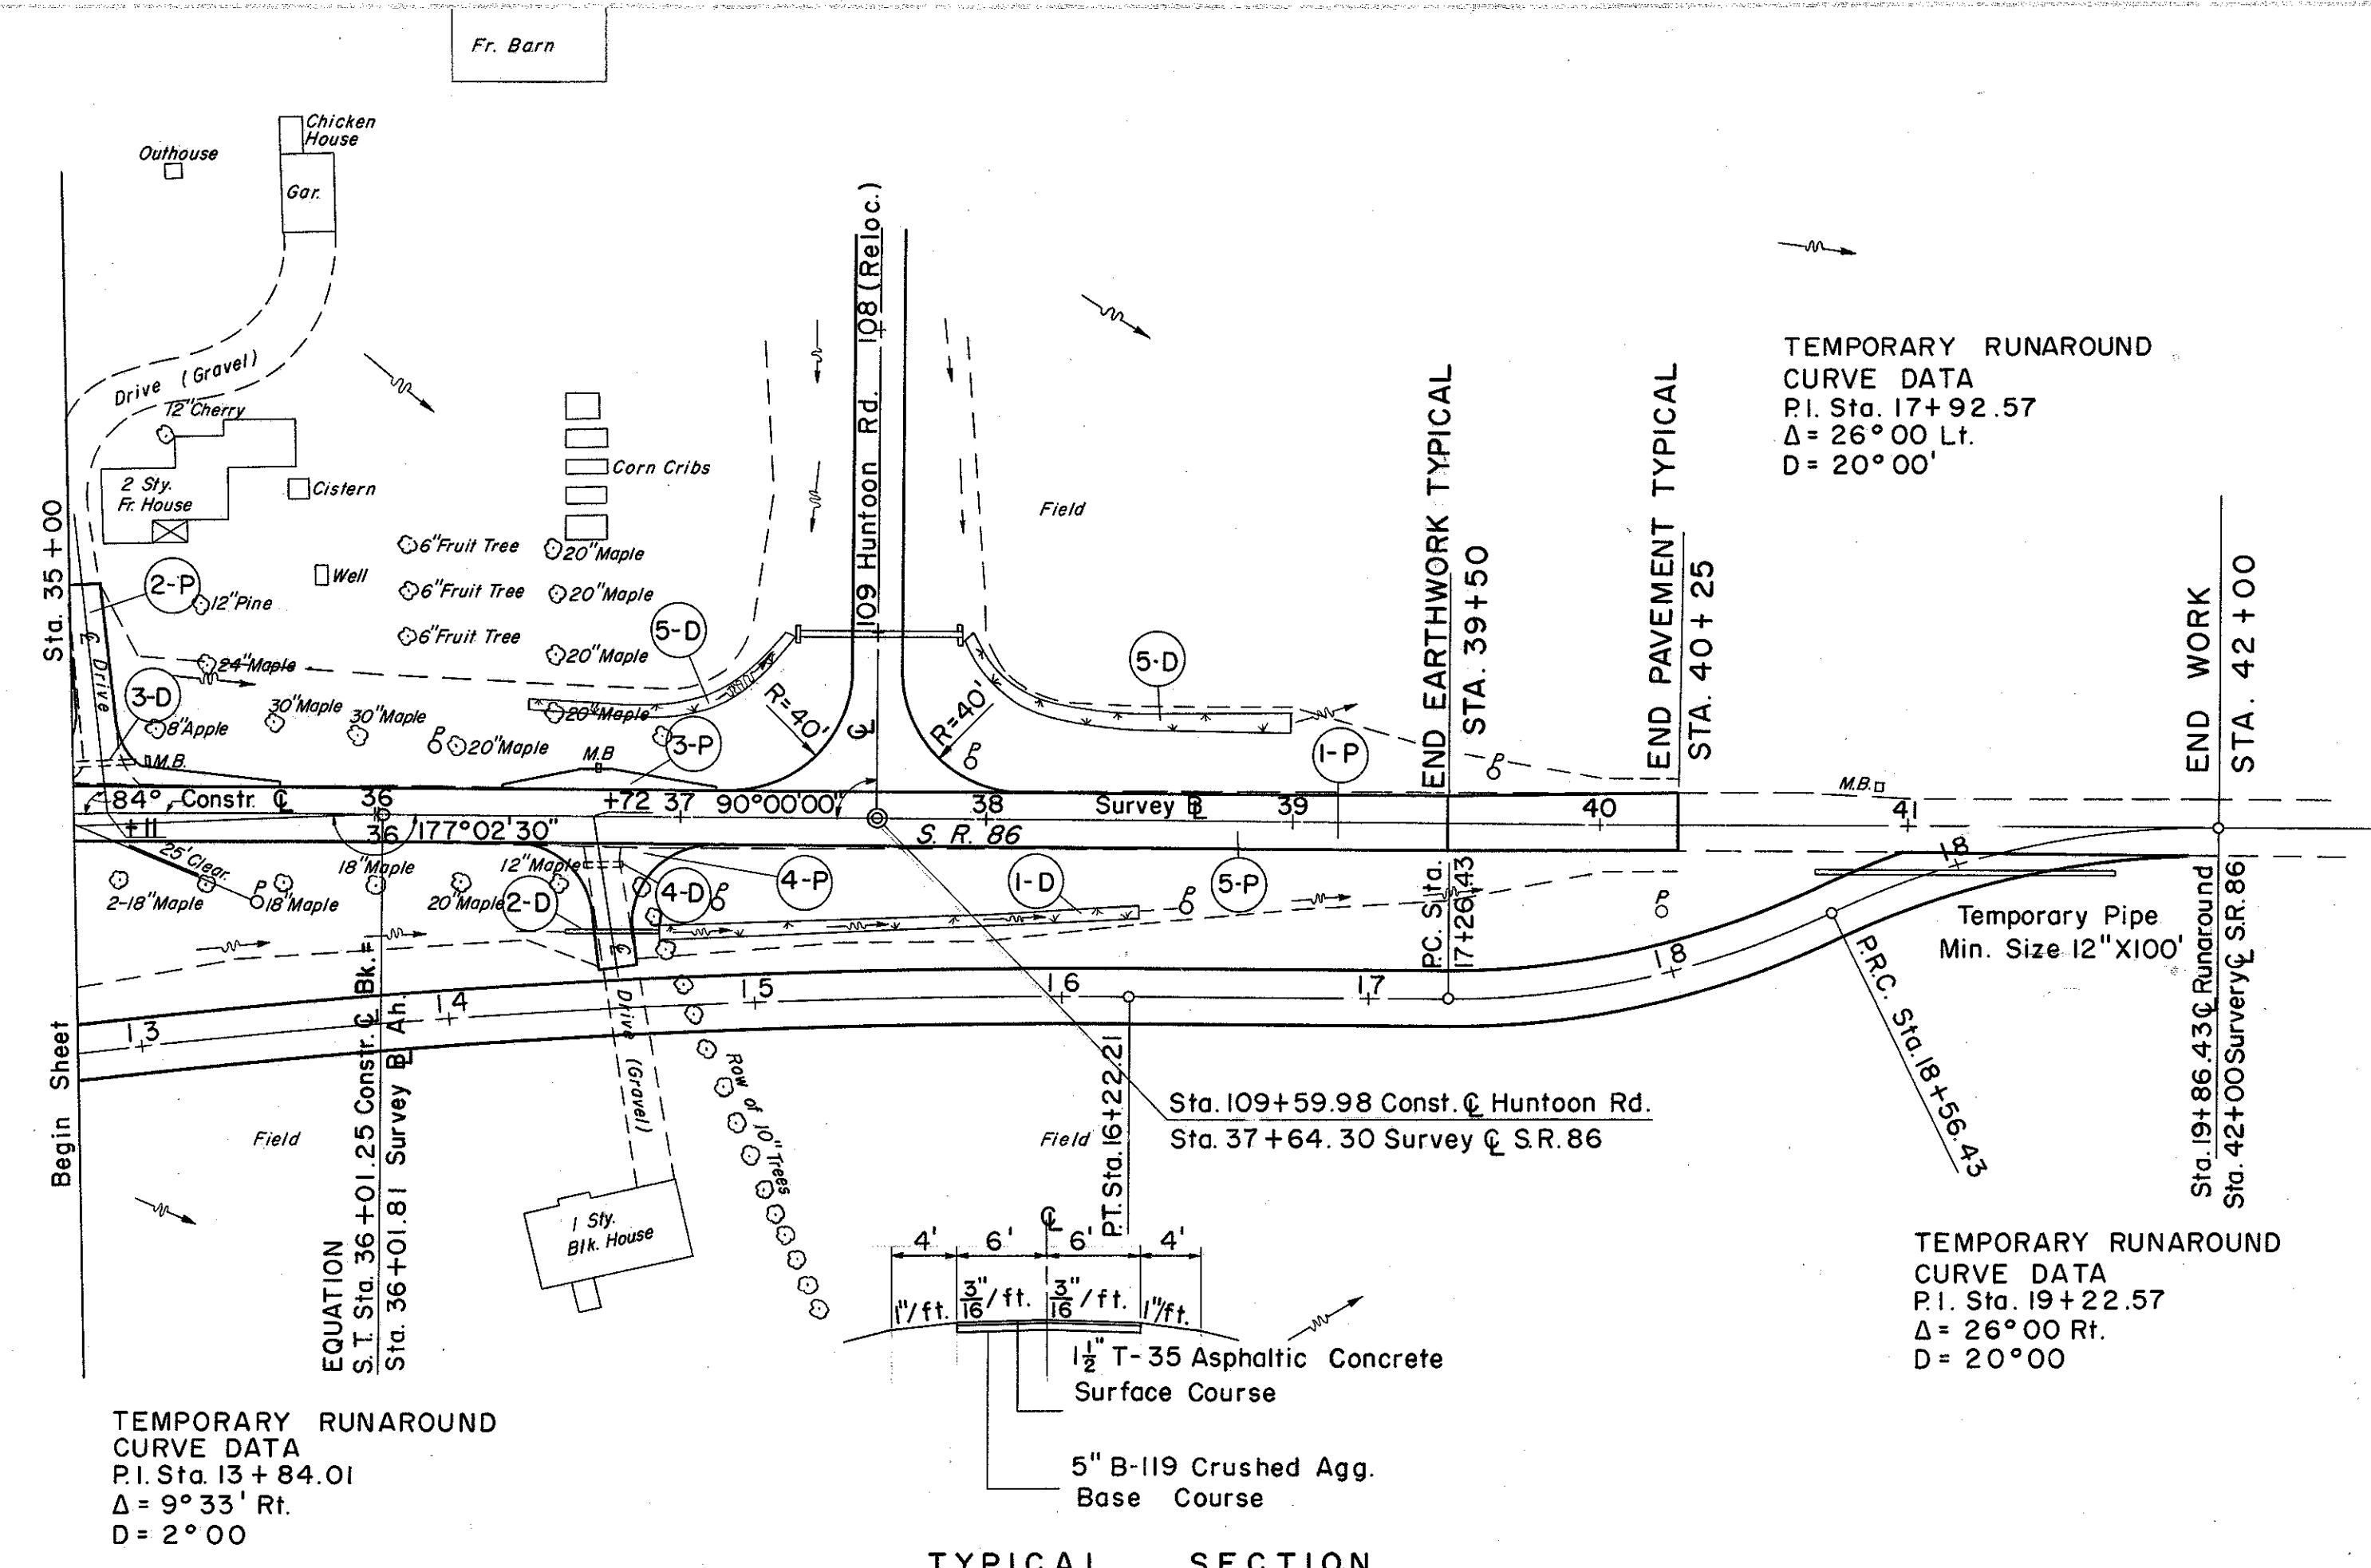 Fr. Barn
Chicken
House
Outhouse
Gar.
Drive (Gravel)
12"Cherry
2 Sty.
Fr. House
Cistern
Corn Cribs
Sta. 35+00
6"Fruit Tree
20"Maple
Well
2-P
12"Pine
6"Fruit Tree
20"Maple
6"Fruit Tree
20"Maple
5-D
24"Maple
℄ Drive
3-D
8"Apple
30"Maple
30"Maple
20"Maple
20"Maple
M.B.
M.B
3-P
R=40'
℄
R=40'
109 Huntoon Rd. 108 (Reloc.)
Field
5-D
1-P
END EARTHWORK TYPICAL
STA. 39+50
END PAVEMENT TYPICAL
STA. 40+25
TEMPORARY RUNAROUND
CURVE DATA
P.I. Sta. 17+92.57
Δ = 26° 00 Lt.
D = 20° 00'
END WORK
STA. 42+00
M.B.
84° Constr. ℄
36
+72
37
90°00'00"
38
Survey B̲L̲
39
40
41
+11
36
177°02'30"
S. R. 86
25' Clear.
2-18"Maple
18"Maple
18"Maple
20"Maple
12"Maple
2-D
4-D
4-P
1-D
5-P
P.C. Sta.
17+26.43
18
Temporary Pipe
Min. Size 12"X100'
13
14
15
16
17
18
℄
Drive (Gravel)
Row of 10" Trees
P.T. Sta. 16+22.21
P.R.C. Sta. 18+56.43
Sta. 19+86.43 ℄ Runaround
Sta. 42+00 Survery ℄ S.R. 86
Sta. 109+59.98 Const. ℄ Huntoon Rd.
Sta. 37+64.30 Survey ℄ S.R. 86
Begin Sheet
Field
Field
EQUATION
S. T. Sta. 36+01.25 Constr. ℄ Bk. =
Sta. 36+01.81 Survey BL Ah.
1 Sty.
Blk. House
℄
4' 6' 6' 4'
1"/ft. 3/16"/ft. 3/16"/ft. 1"/ft.
1½" T-35 Asphaltic Concrete
Surface Course
5" B-119 Crushed Agg.
Base Course
TEMPORARY RUNAROUND
CURVE DATA
P.I. Sta. 19+22.57
Δ = 26° 00 Rt.
D = 20° 00
TEMPORARY RUNAROUND
CURVE DATA
P.I. Sta. 13+84.01
Δ = 9° 33' Rt.
D = 2° 00
TYPICAL SECTION